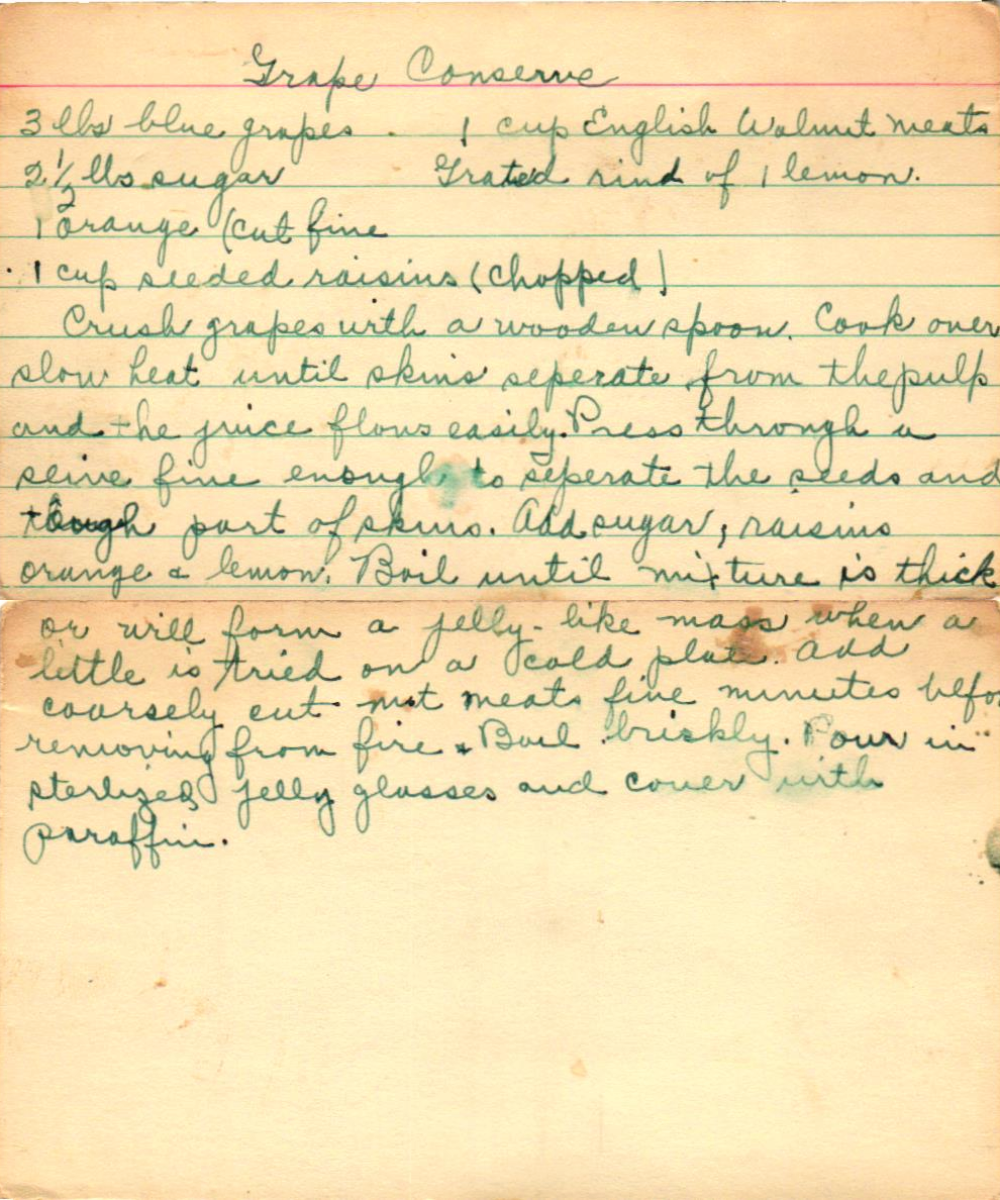 Grape Conserve
3 lbs blue grapes . 1 cup English Walnut meats
2 1/2 lbs sugar Grated rind of 1 lemon.
1 orange (cut fine
1 cup seeded raisins (chopped)
Crush grapes with a wooden spoon. Cook over
slow heat until skins seperate from the pulp
and the juice flows easily. Press through a
seive fine enough to seperate the seeds and
tough part of skins. Add sugar, raisins
orange & lemon. Boil until mixture is thick
or will form a jelly-like mass when a
little is tried on a cold plate. Add
coarsely cut nut meats five minutes befo
removing from fire & Boil briskly. Pour in
sterlized jelly glasses and cover with
paraffin.